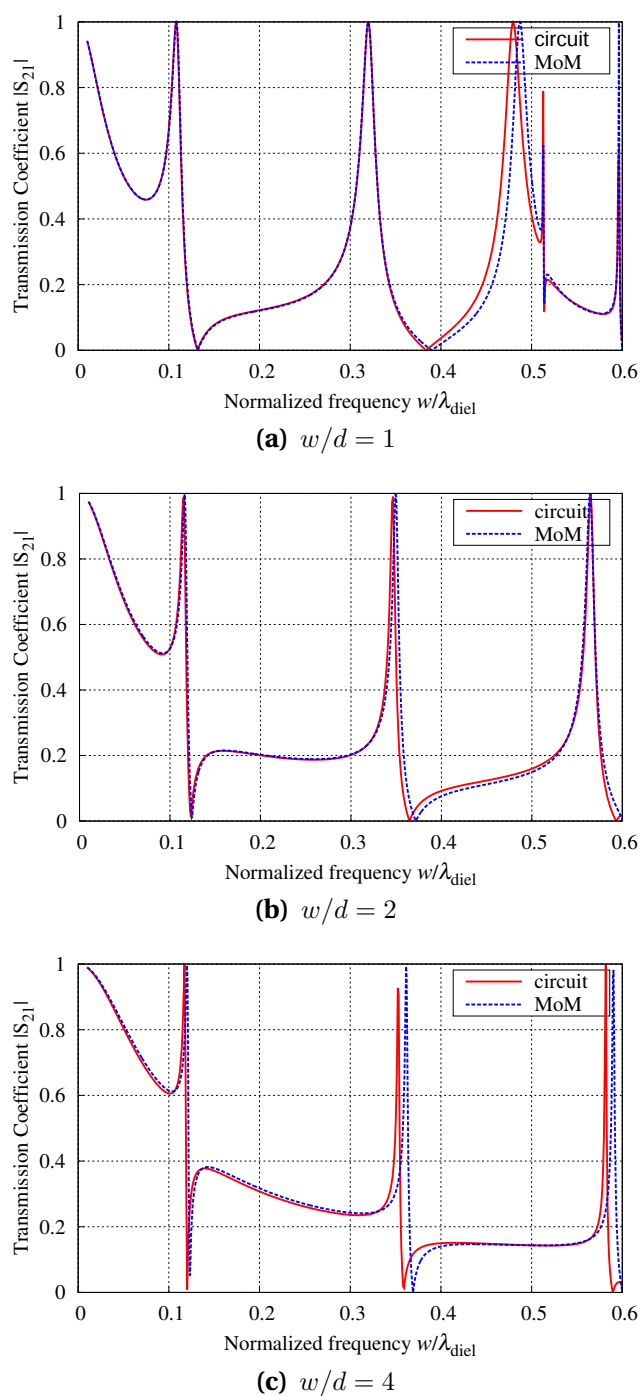 1
0.8
0.6
0.4
0.2
0
Transmission Coefficient |S21|
circuit
MoM
0 0.1 0.2 0.3 0.4 0.5 0.6
Normalized frequency w/λdiel
(a) w/d = 1
1
0.8
0.6
0.4
0.2
0
Transmission Coefficient |S21|
circuit
MoM
0 0.1 0.2 0.3 0.4 0.5 0.6
Normalized frequency w/λdiel
(b) w/d = 2
1
0.8
0.6
0.4
0.2
0
Transmission Coefficient |S21|
circuit
MoM
0 0.1 0.2 0.3 0.4 0.5 0.6
Normalized frequency w/λdiel
(c) w/d = 4